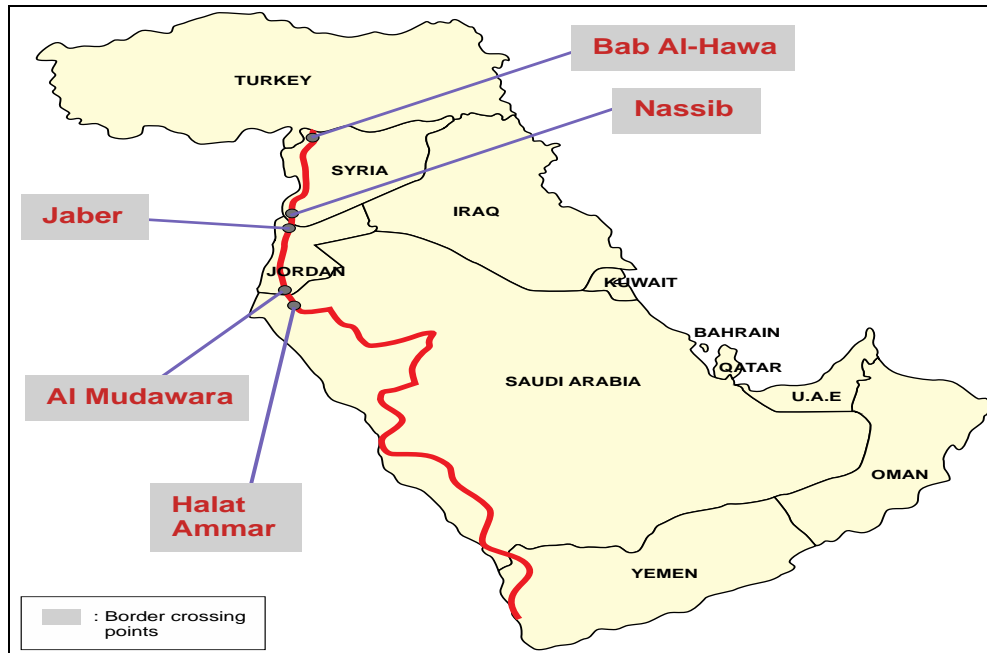 Bab Al-Hawa
TURKEY
Nassib
SYRIA
Jaber
IRAQ
JORDAN
KUWAIT
BAHRAIN
QATAR
Al Mudawara
SAUDI ARABIA
U.A.E
OMAN
Halat
Ammar
YEMEN
: Border crossing
points